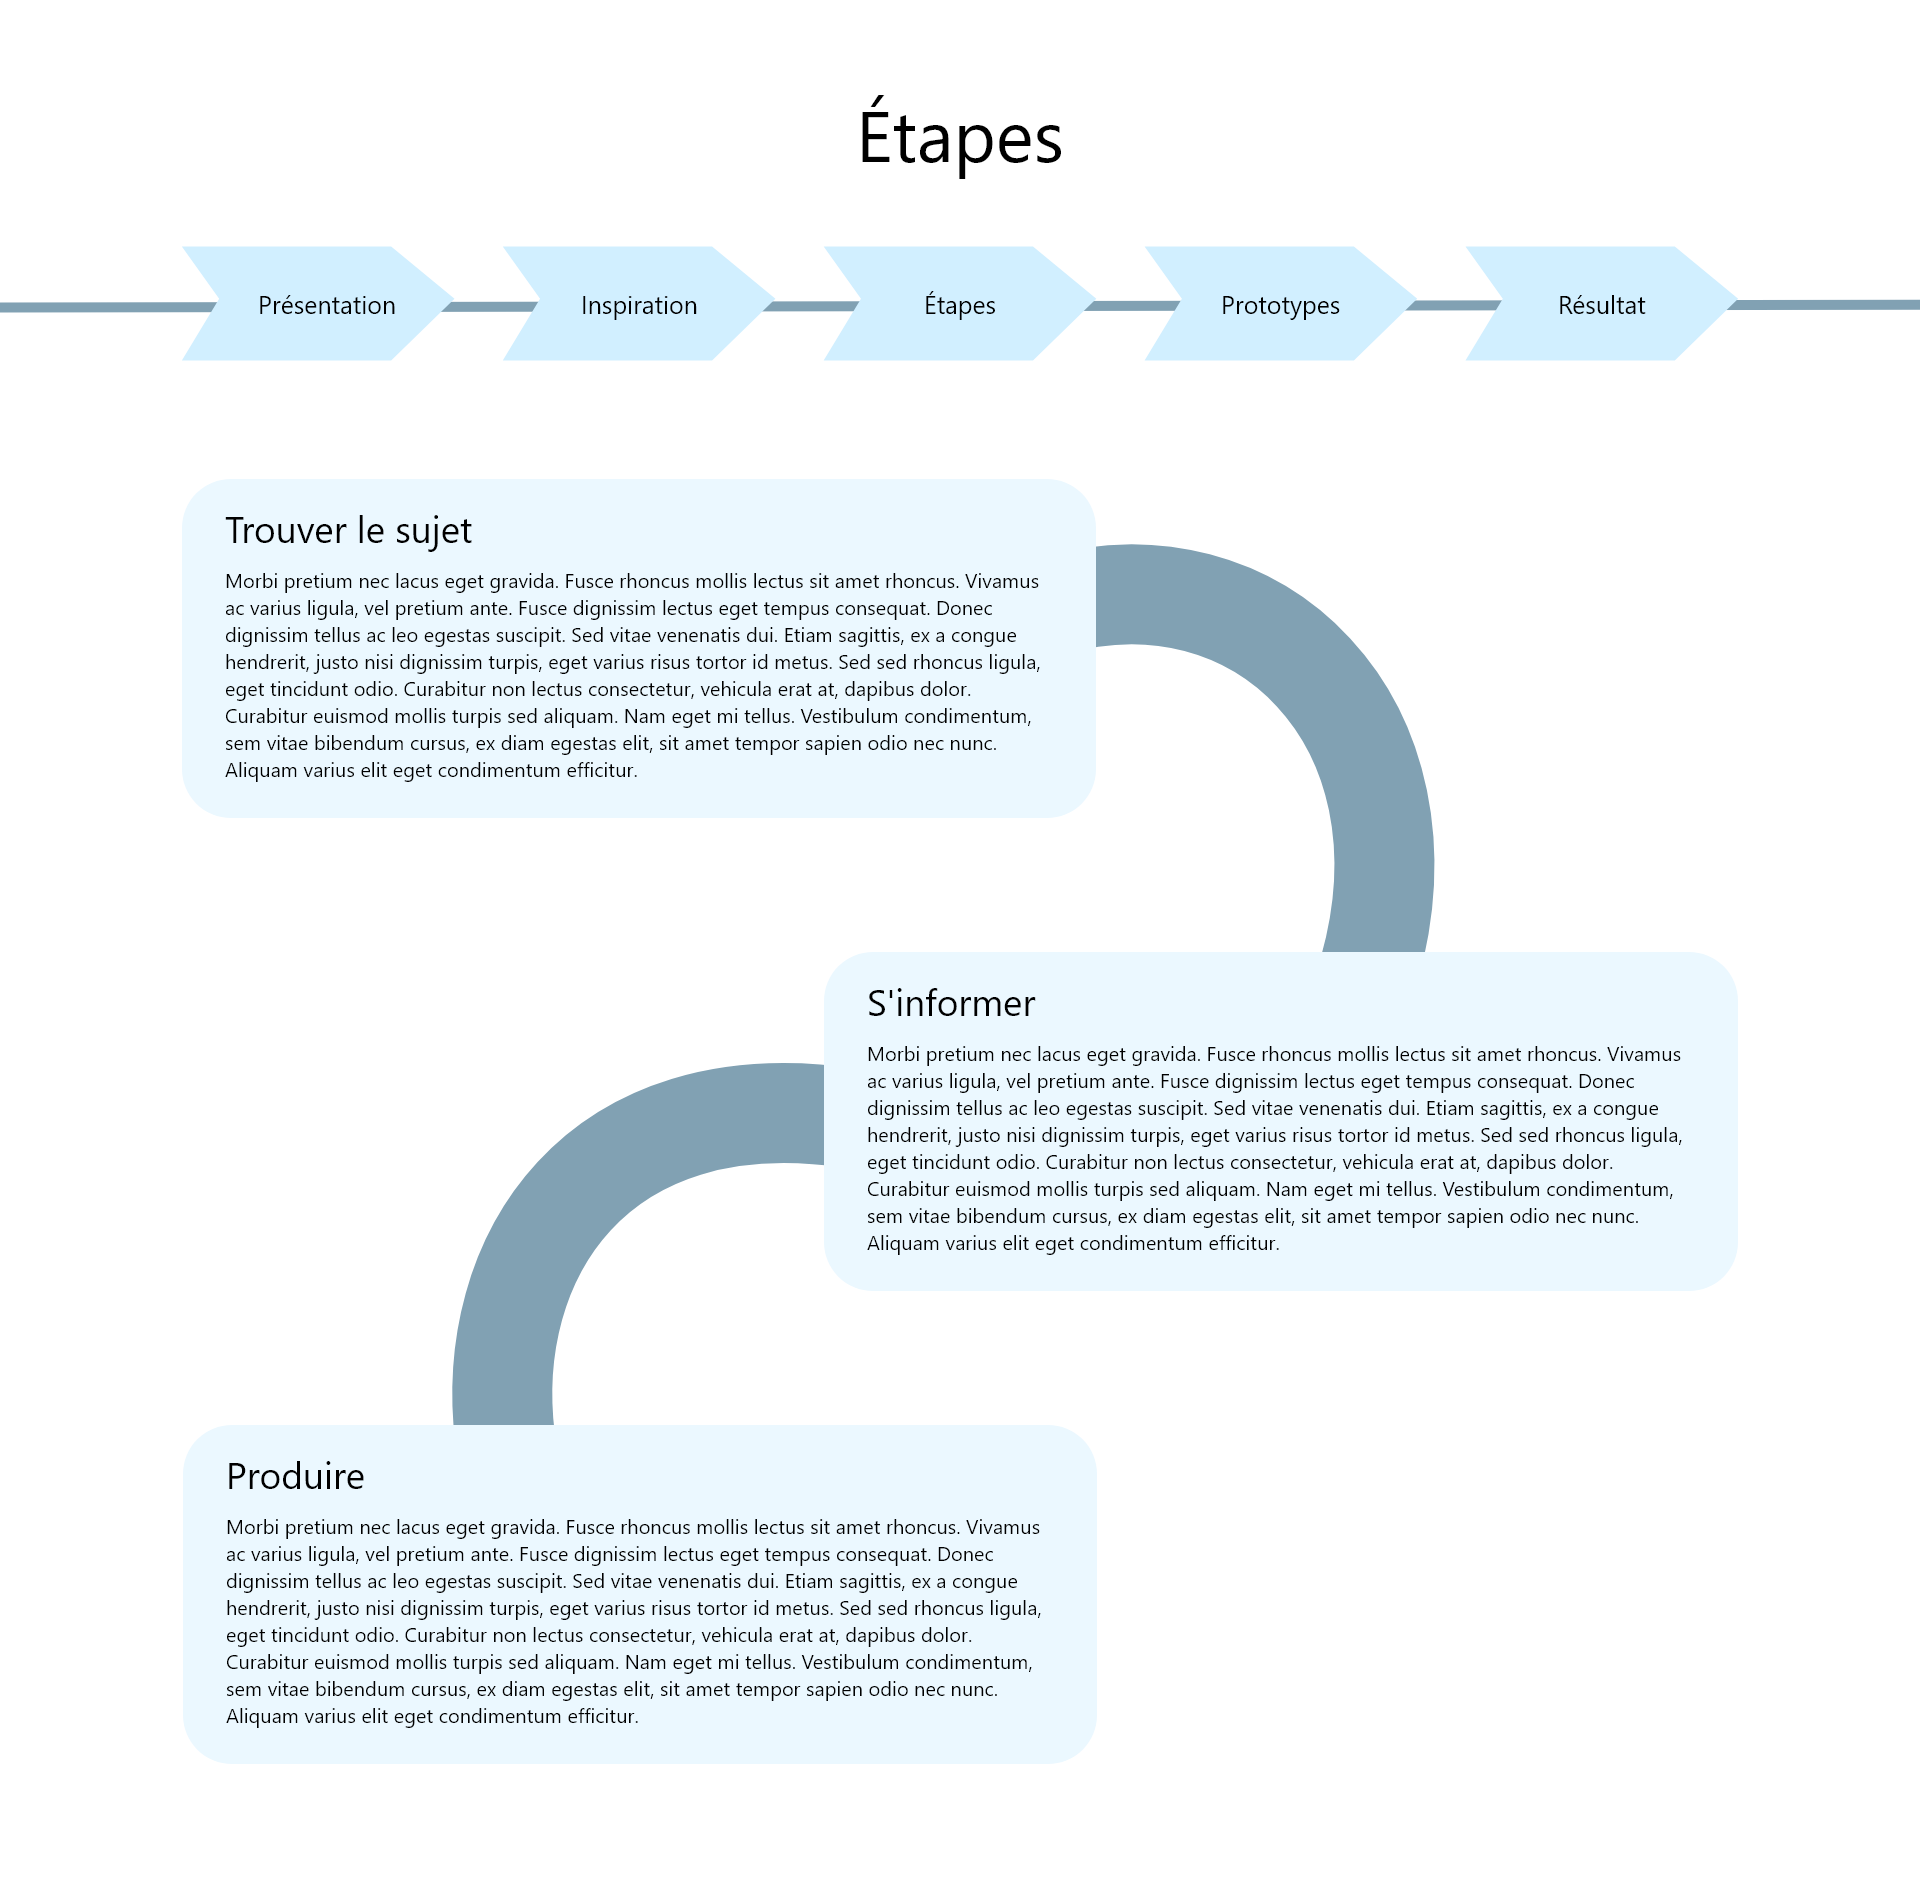 Étapes
Présentation
Inspiration
Étapes
Prototypes
Résultat
Trouver le sujet
Morbi pretium nec lacus eget gravida. Fusce rhoncus mollis lectus sit amet rhoncus. Vivamus
ac varius ligula, vel pretium ante. Fusce dignissim lectus eget tempus consequat. Donec
dignissim tellus ac leo egestas suscipit. Sed vitae venenatis dui. Etiam sagittis, ex a congue
hendrerit, justo nisi dignissim turpis, eget varius risus tortor id metus. Sed sed rhoncus ligula,
eget tincidunt odio. Curabitur non lectus consectetur, vehicula erat at, dapibus dolor.
Curabitur euismod mollis turpis sed aliquam. Nam eget mi tellus. Vestibulum condimentum,
sem vitae bibendum cursus, ex diam egestas elit, sit amet tempor sapien odio nec nunc.
Aliquam varius elit eget condimentum efficitur.
S'informer
Morbi pretium nec lacus eget gravida. Fusce rhoncus mollis lectus sit amet rhoncus. Vivamus
ac varius ligula, vel pretium ante. Fusce dignissim lectus eget tempus consequat. Donec
dignissim tellus ac leo egestas suscipit. Sed vitae venenatis dui. Etiam sagittis, ex a congue
hendrerit, justo nisi dignissim turpis, eget varius risus tortor id metus. Sed sed rhoncus ligula,
eget tincidunt odio. Curabitur non lectus consectetur, vehicula erat at, dapibus dolor.
Curabitur euismod mollis turpis sed aliquam. Nam eget mi tellus. Vestibulum condimentum,
sem vitae bibendum cursus, ex diam egestas elit, sit amet tempor sapien odio nec nunc.
Aliquam varius elit eget condimentum efficitur.
Produire
Morbi pretium nec lacus eget gravida. Fusce rhoncus mollis lectus sit amet rhoncus. Vivamus
ac varius ligula, vel pretium ante. Fusce dignissim lectus eget tempus consequat. Donec
dignissim tellus ac leo egestas suscipit. Sed vitae venenatis dui. Etiam sagittis, ex a congue
hendrerit, justo nisi dignissim turpis, eget varius risus tortor id metus. Sed sed rhoncus ligula,
eget tincidunt odio. Curabitur non lectus consectetur, vehicula erat at, dapibus dolor.
Curabitur euismod mollis turpis sed aliquam. Nam eget mi tellus. Vestibulum condimentum,
sem vitae bibendum cursus, ex diam egestas elit, sit amet tempor sapien odio nec nunc.
Aliquam varius elit eget condimentum efficitur.